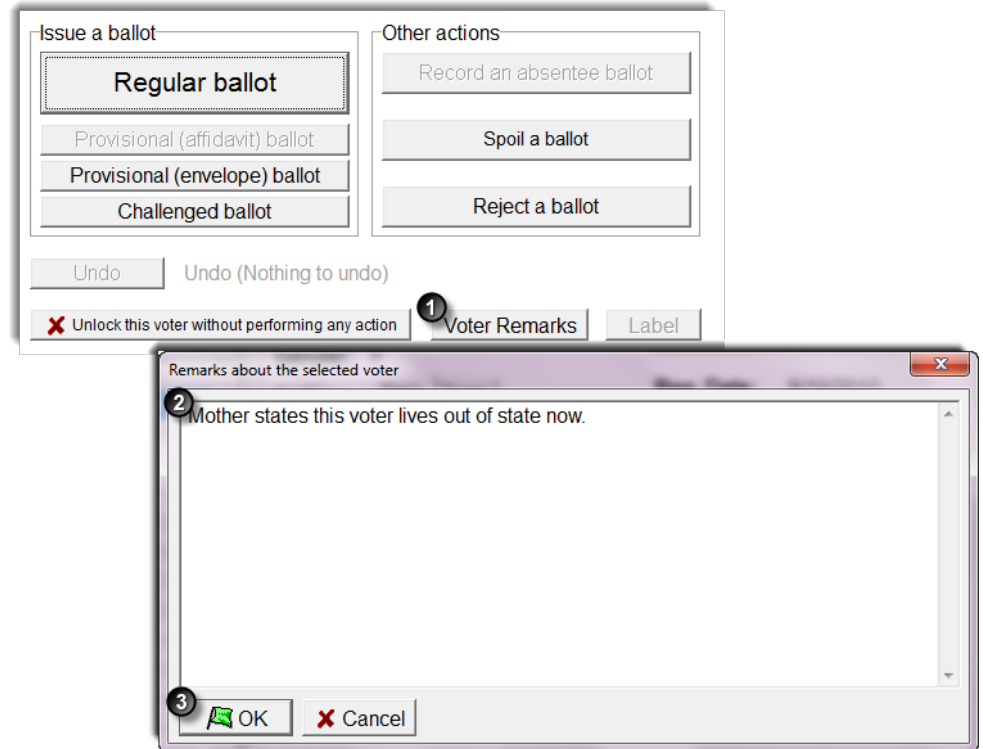 Issue a ballot
Regular ballot
Provisional (affidavit) ballot
Provisional (envelope) ballot
Challenged ballot
Other actions
Record an absentee ballot
Spoil a ballot
Reject a ballot
Undo Undo (Nothing to undo)
Unlock this voter without performing any action
1
Voter Remarks
Label
Remarks about the selected voter
2
Mother states this voter lives out of state now.
3
OK
Cancel